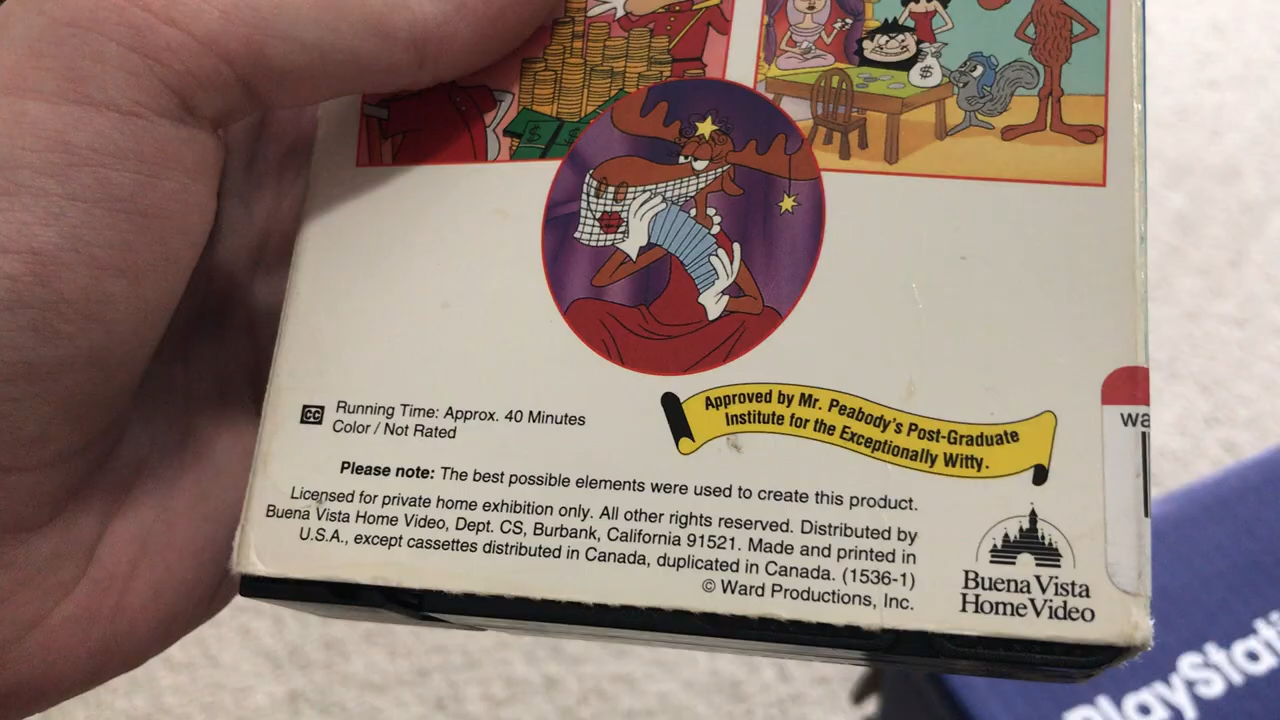 $
$
$
CC
Running Time: Approx. 40 Minutes
Color / Not Rated
Approved by Mr. Peabody's Post-Graduate
Institute for the Exceptionally Witty.
Please note: The best possible elements were used to create this product.
Licensed for private home exhibition only. All other rights reserved. Distributed by
Buena Vista Home Video, Dept. CS, Burbank, California 91521. Made and printed in
U.S.A., except cassettes distributed in Canada, duplicated in Canada. (1536-1)
© Ward Productions, Inc.
Buena Vista
Home Video
wa
PlayStati